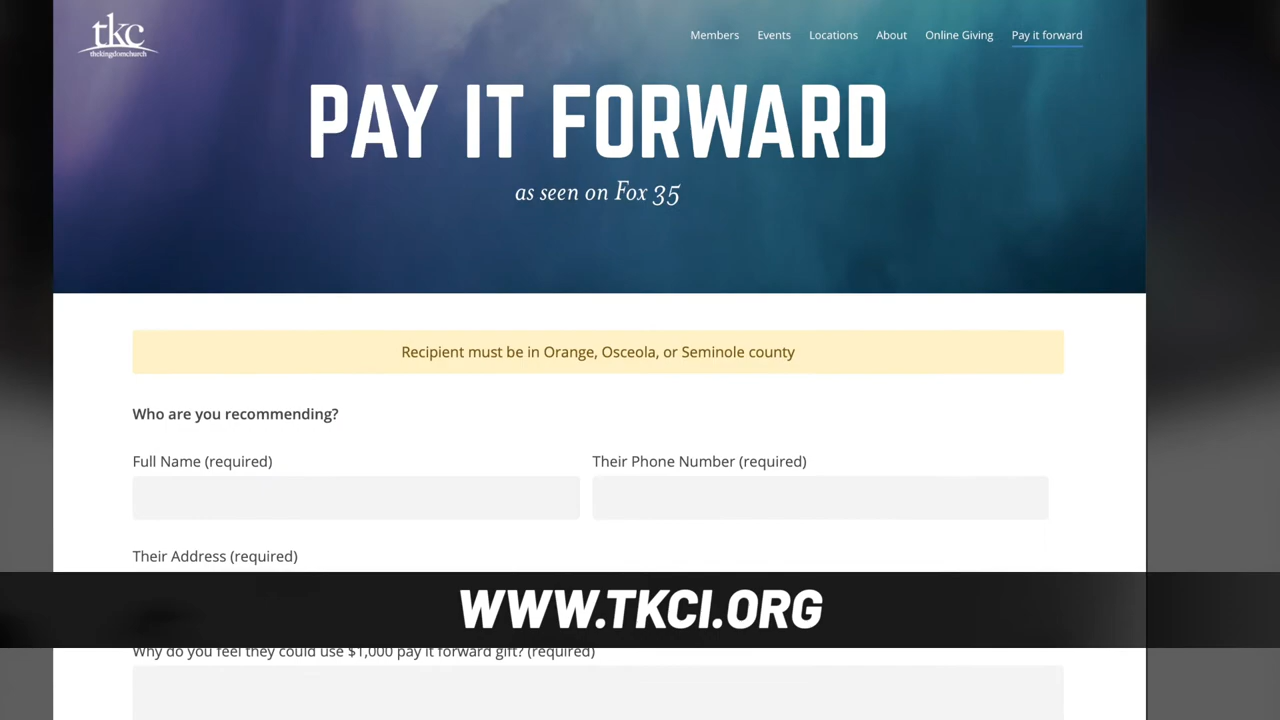 tkc
thekingdomchurch
Members Events Locations About Online Giving Pay it forward
PAY IT FORWARD
as seen on Fox 35
Recipient must be in Orange, Osceola, or Seminole county
Who are you recommending?
Full Name (required) Their Phone Number (required)
Their Address (required)
WWW.TKCI.ORG
Why do you feel they could use $1,000 pay it forward gift? (required)